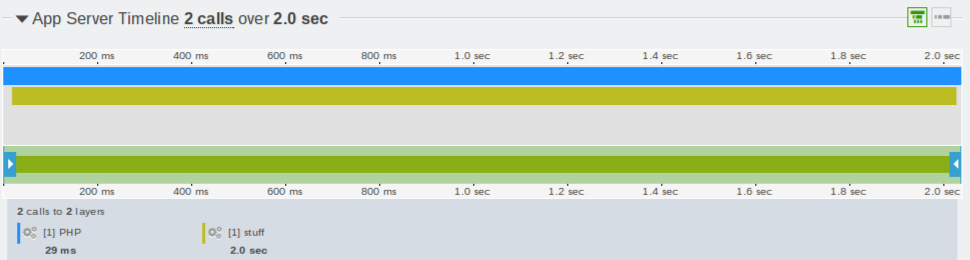 App Server Timeline 2 calls over 2.0 sec
200 ms 400 ms 600 ms 800 ms 1.0 sec 1.2 sec 1.4 sec 1.6 sec 1.8 sec 2.0 sec
200 ms 400 ms 600 ms 800 ms 1.0 sec 1.2 sec 1.4 sec 1.6 sec 1.8 sec 2.0 sec
2 calls to 2 layers
[1] PHP [1] stuff
29 ms 2.0 sec